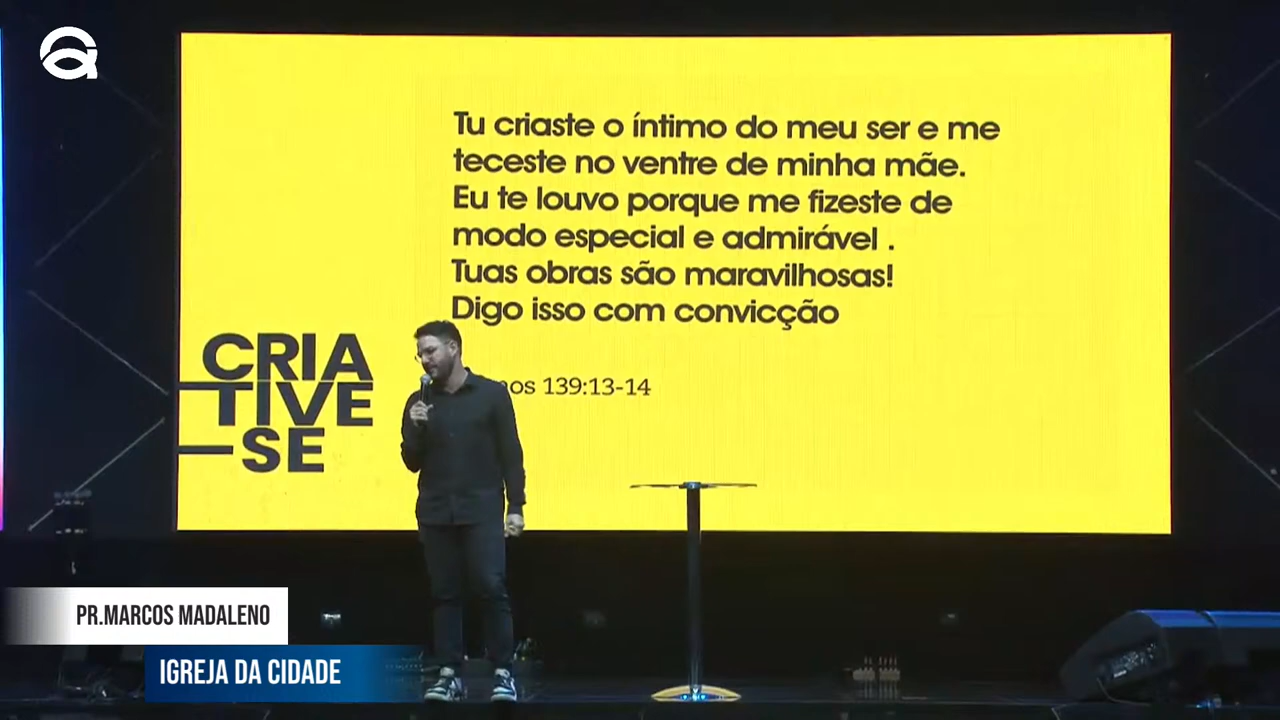 Tu criaste o íntimo do meu ser e me
teceste no ventre de minha mãe.
Eu te louvo porque me fizeste de
modo especial e admirável .
Tuas obras são maravilhosas!
Digo isso com convicção
139:13-14
CRIA
TIVE
SE
PR.MARCOS MADALENO
IGREJA DA CIDADE